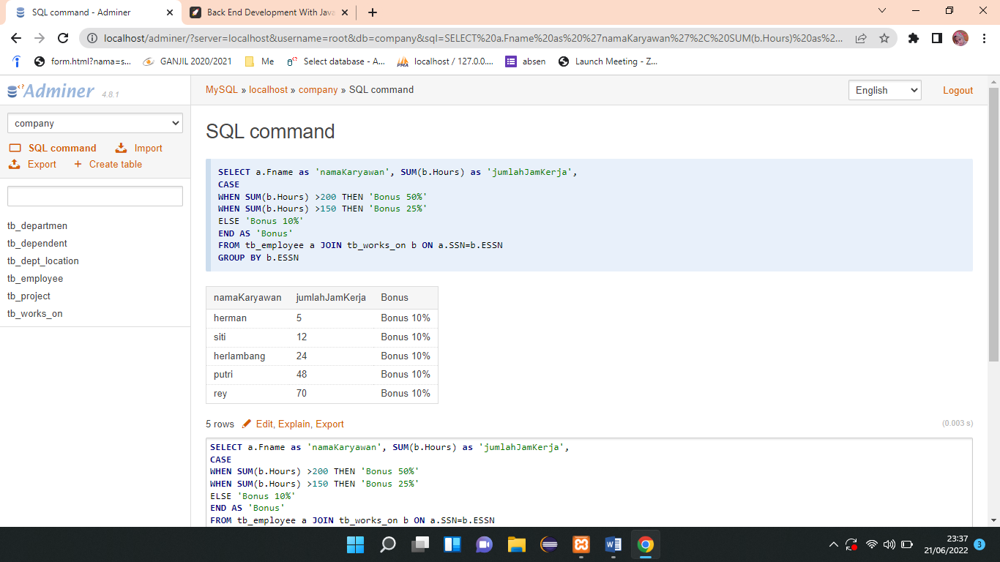 SQL command - Adminer
Back End Development With Java
localhost/adminer/?server=localhost&username=root&db=company&sql=SELECT%20a.Fname%20as%20%27namaKaryawan%27%2C%20SUM(b.Hours)%20as%2...
form.html?nama=s...
GANJIL 2020/2021
Me
Select database - A...
localhost / 127.0.0....
absen
Launch Meeting - Z...
Adminer 4.8.1
MySQL » localhost » company » SQL command
English
Logout
company
SQL command
Import
Export
+ Create table
tb_departmen
tb_dependent
tb_dept_location
tb_employee
tb_project
tb_works_on
SQL command
SELECT a.Fname as 'namaKaryawan', SUM(b.Hours) as 'jumlahJamKerja',
CASE
WHEN SUM(b.Hours) >200 THEN 'Bonus 50%'
WHEN SUM(b.Hours) >150 THEN 'Bonus 25%'
ELSE 'Bonus 10%'
END AS 'Bonus'
FROM tb_employee a JOIN tb_works_on b ON a.SSN=b.ESSN
GROUP BY b.ESSN
namaKaryawan jumlahJamKerja Bonus
herman 5 Bonus 10%
siti 12 Bonus 10%
herlambang 24 Bonus 10%
putri 48 Bonus 10%
rey 70 Bonus 10%
5 rows Edit, Explain, Export (0.003 s)
SELECT a.Fname as 'namaKaryawan', SUM(b.Hours) as 'jumlahJamKerja',
CASE
WHEN SUM(b.Hours) >200 THEN 'Bonus 50%'
WHEN SUM(b.Hours) >150 THEN 'Bonus 25%'
ELSE 'Bonus 10%'
END AS 'Bonus'
FROM tb_employee a JOIN tb_works_on b ON a.SSN=b.ESSN
23:37
21/06/2022
3